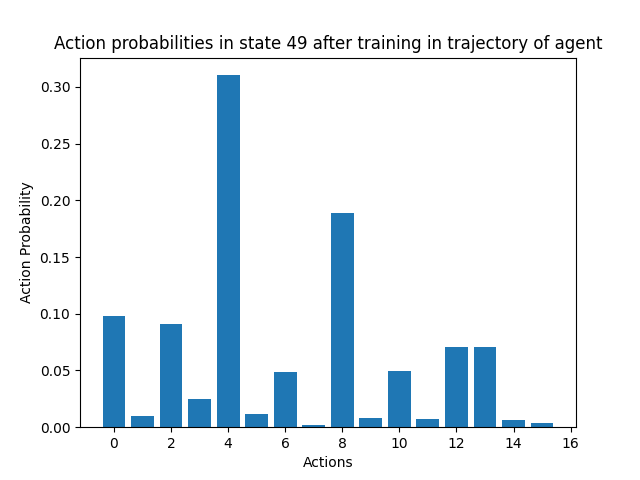 Action probabilities in state 49 after training in trajectory of agent
0.30
0.25
0.20
0.15
0.10
0.05
0.00
Action Probability
0 2 4 6 8 10 12 14 16
Actions